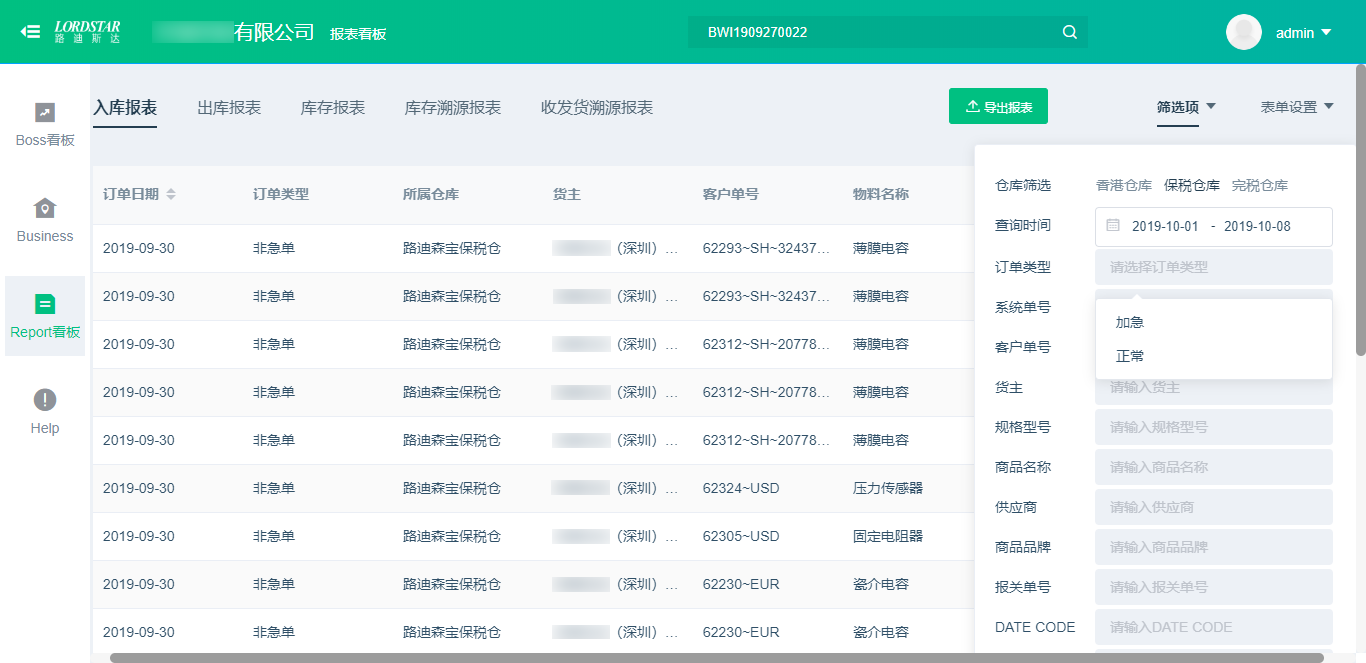 LORDSTAR
路迪斯达
有限公司 报表看板
BWI1909270022
admin
Boss看板
Business
Report看板
Help
入库报表 出库报表 库存报表 库存溯源报表 收发货溯源报表
导出报表
筛选项 表单设置
订单日期 订单类型 所属仓库 货主 客户单号 物料名称
2019-09-30 非急单 路迪森宝保税仓 （深圳）... 62293~SH~32437... 薄膜电容
2019-09-30 非急单 路迪森宝保税仓 （深圳）... 62293~SH~32437... 薄膜电容
2019-09-30 非急单 路迪森宝保税仓 （深圳）... 62312~SH~20778... 薄膜电容
2019-09-30 非急单 路迪森宝保税仓 （深圳）... 62312~SH~20778... 薄膜电容
2019-09-30 非急单 路迪森宝保税仓 （深圳）... 62312~SH~20778... 薄膜电容
2019-09-30 非急单 路迪森宝保税仓 （深圳）... 62324~USD 压力传感器
2019-09-30 非急单 路迪森宝保税仓 （深圳）... 62305~USD 固定电阻器
2019-09-30 非急单 路迪森宝保税仓 （深圳）... 62230~EUR 瓷介电容
2019-09-30 非急单 路迪森宝保税仓 （深圳）... 62230~EUR 瓷介电容
仓库筛选 香港仓库 保税仓库 完税仓库
查询时间 2019-10-01 - 2019-10-08
订单类型 请选择订单类型
系统单号
加急
客户单号
正常
货主 请输入货主
规格型号 请输入规格型号
商品名称 请输入商品名称
供应商 请输入供应商
商品品牌 请输入商品品牌
报关单号 请输入报关单号
DATE CODE 请输入DATE CODE